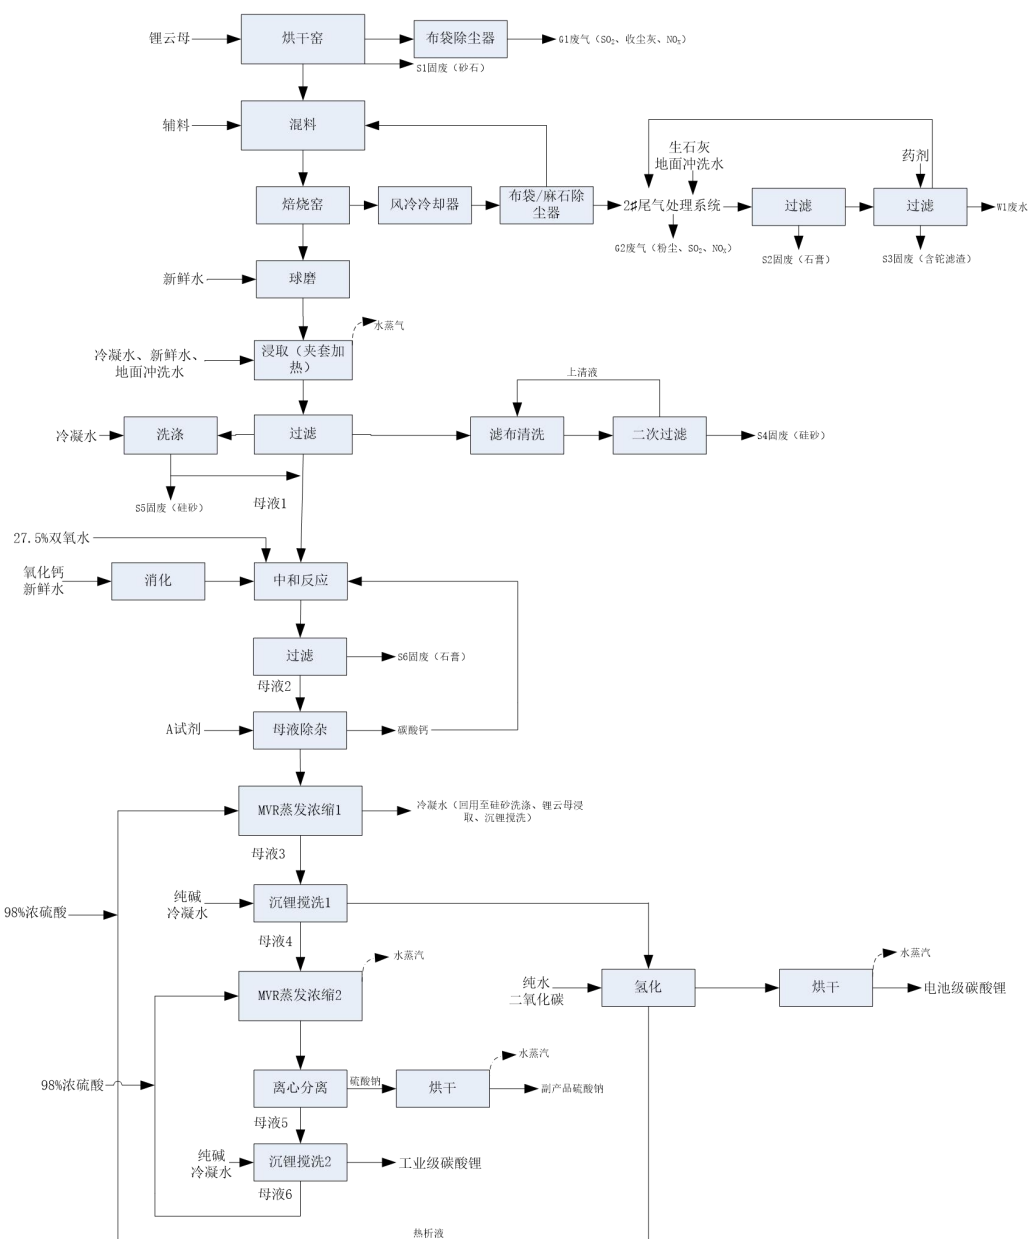 锂云母
烘干窑
布袋除尘器
G1废气（SO₂、收尘灰、NOₓ）
S1固废（砂石）
辅料
混料
生石灰
地面冲洗水
药剂
焙烧窑
风冷冷却器
布袋/麻石除
尘器
2#尾气处理系统
过滤
过滤
W1废水
G2废气（粉尘、SO₂、NOₓ）
S2固废（石膏）
S3固废（含铊滤渣）
新鲜水
球磨
水蒸气
冷凝水、新鲜水、
地面冲洗水
浸取（夹套加
热）
上清液
冷凝水
洗涤
过滤
滤布清洗
二次过滤
S4固废（硅砂）
S5固废（硅砂）
母液1
27.5%双氧水
氧化钙
新鲜水
消化
中和反应
过滤
S6固废（石膏）
母液2
A试剂
母液除杂
碳酸钙
MVR蒸发浓缩1
冷凝水（回用至硅砂洗涤、锂云母浸
取、沉锂搅洗）
母液3
纯碱
冷凝水
沉锂搅洗1
98%浓硫酸
母液4
水蒸汽
水蒸汽
MVR蒸发浓缩2
纯水
二氧化碳
氢化
烘干
电池级碳酸锂
水蒸汽
98%浓硫酸
离心分离
硫酸钠
烘干
副产品硫酸钠
母液5
纯碱
冷凝水
沉锂搅洗2
工业级碳酸锂
母液6
热析液